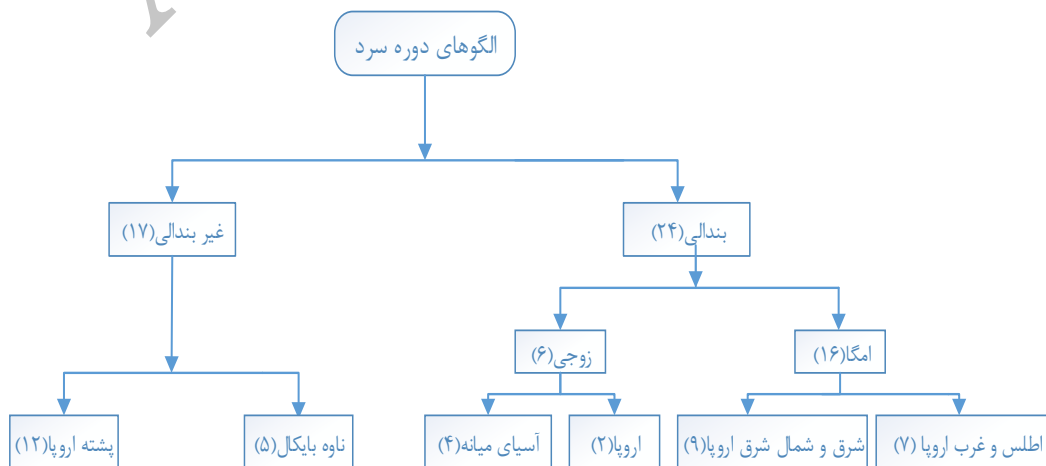 الگوهای دوره سرد
بندالی(۲۴)
غیر بندالی(۱۷)
امگا(۱۶)
زوجی(۶)
اطلس و غرب اروپا (۷)
شرق و شمال شرق اروپا(۹)
اروپا(۲)
آسیای میانه(۴)
ناوه بایکال(۵)
پشته اروپا(۱۲)